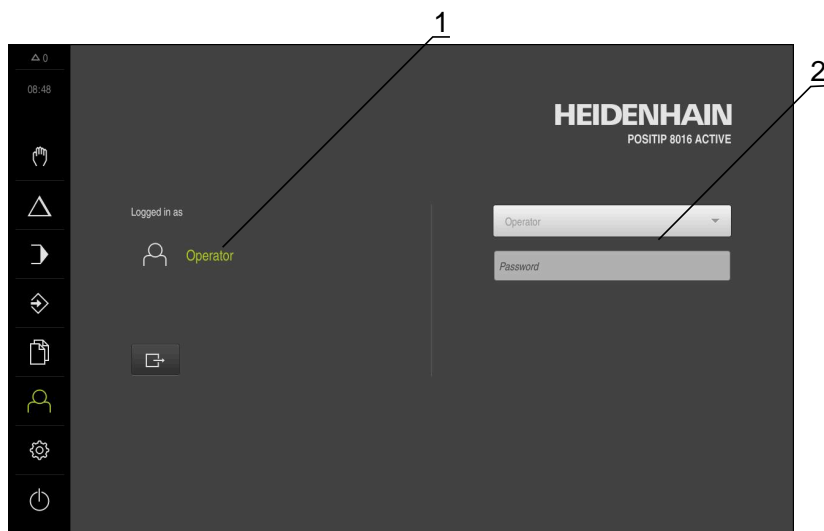 1
2
△ 0
08:48
HEIDENHAIN
POSITIP 8016 ACTIVE
Logged in as
Operator
Operator
Password